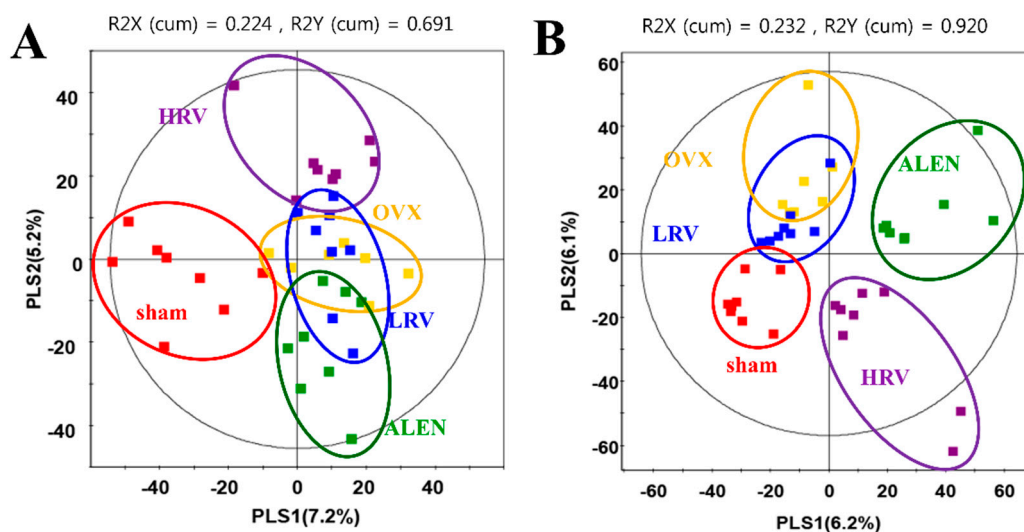 A
R2X (cum) = 0.224 , R2Y (cum) = 0.691
HRV
OVX
sham
LRV
ALEN
PLS2(5.2%)
40
20
0
-20
-40
-40
-20
0
20
40
PLS1(7.2%)
B
R2X (cum) = 0.232 , R2Y (cum) = 0.920
OVX
ALEN
LRV
sham
HRV
PLS2(6.1%)
60
40
20
0
-20
-40
-60
-60
-40
-20
0
20
40
60
PLS1(6.2%)